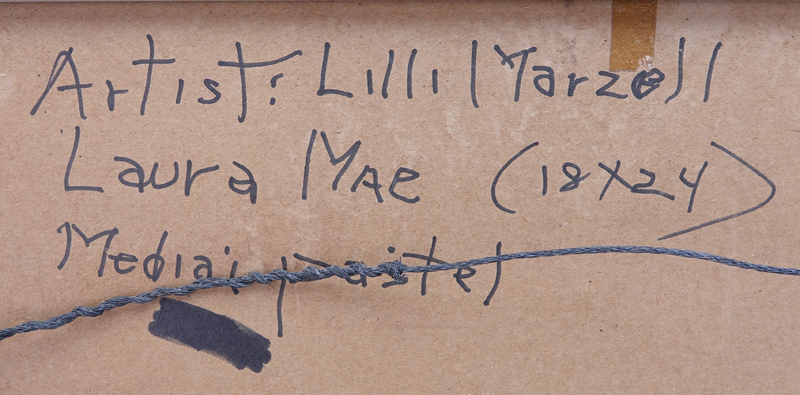 Artist: Lilli Marzell
Laura Mae (18x24)
Media: pastel